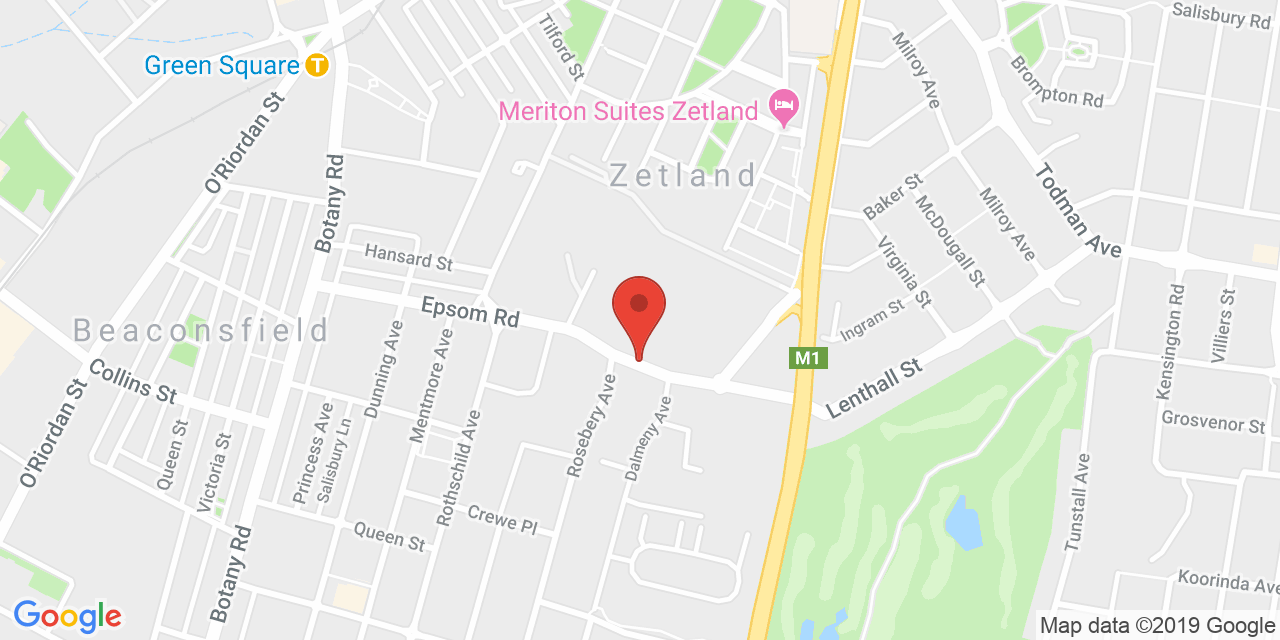 Salisbury Rd
Tilford St
Milroy Ave
Green Square
T
Brompton Rd
Meriton Suites Zetland
O'Riordan St
Zetland
Botany Rd
Todman Ave
Baker St
McDougall St
Milroy Ave
Hansard St
Virginia St
Epsom Rd
Ingram St
Kensington Rd
Villiers St
Beaconsfield
M1
Dunning Ave
Mentmore Ave
Collins St
Lenthall St
Rosebery Ave
Grosvenor St
O'Riordan St
Queen St
Victoria St
Princess Ave
Salisbury Ln
Rothschild Ave
Dalmeny Ave
Crewe Pl
Queen St
Tunstall Ave
Botany Rd
Koorinda Ave
Google
Map data ©2019 Google